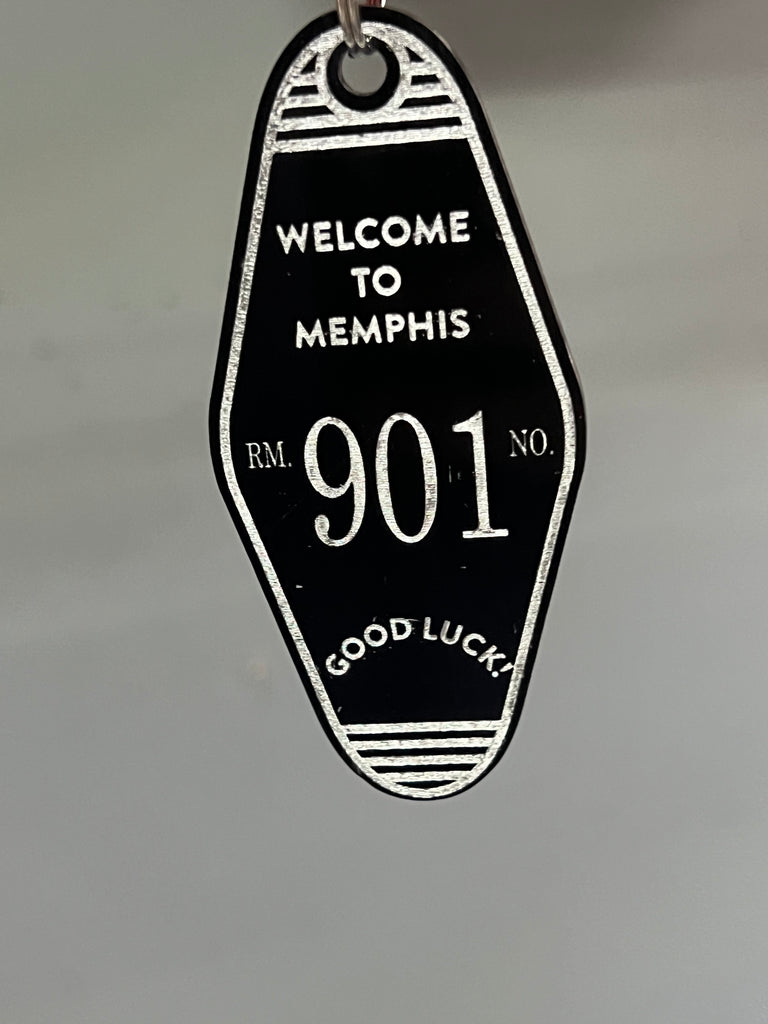 WELCOME
TO
MEMPHIS
RM. 901 NO.
GOOD LUCK!